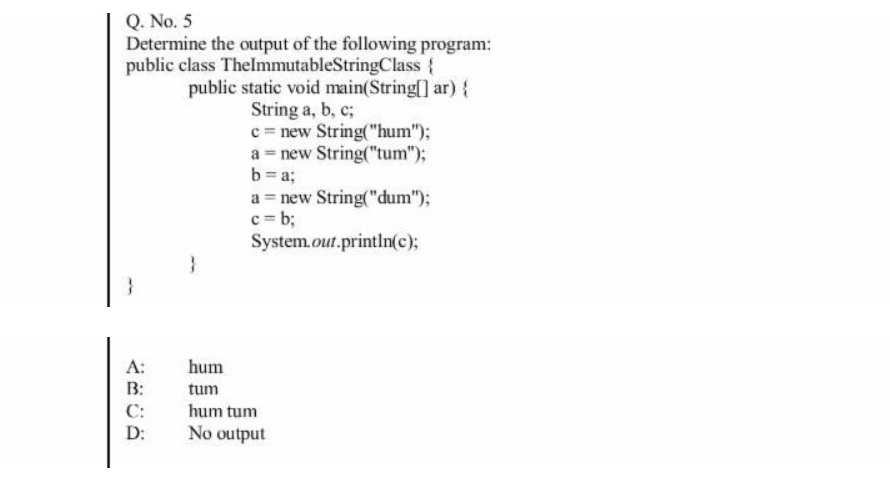 Q. No. 5
Determine the output of the following program:
public class TheImmutableStringClass {
public static void main(String[] ar) {
String a, b, c;
c = new String("hum");
a = new String("tum");
b = a;
a = new String("dum");
c = b;
System.out.println(c);
}
}
A: hum
B: tum
C: hum tum
D: No output